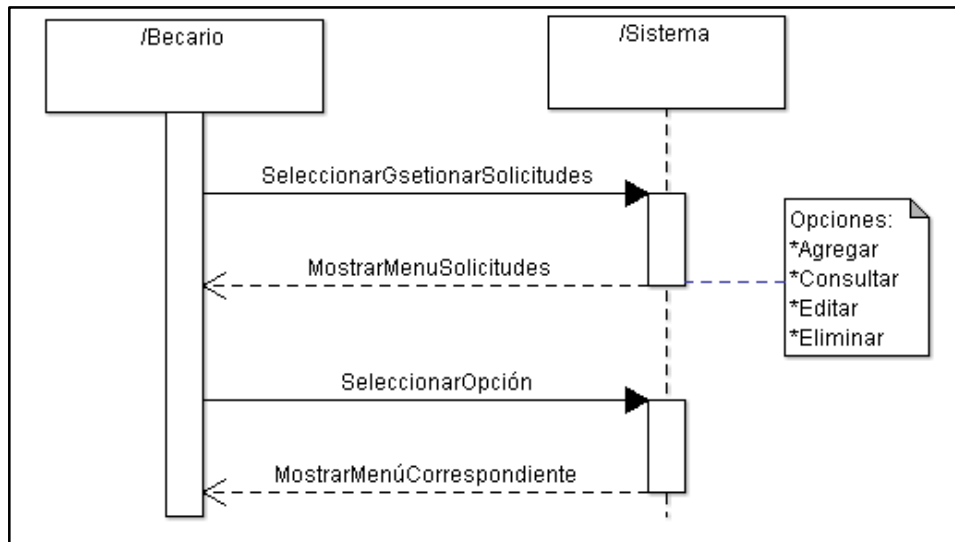 /Becario
/Sistema
SeleccionarGsetionarSolicitudes
Opciones:
*Agregar
*Consultar
*Editar
*Eliminar
MostrarMenuSolicitudes
SeleccionarOpción
MostrarMenúCorrespondiente